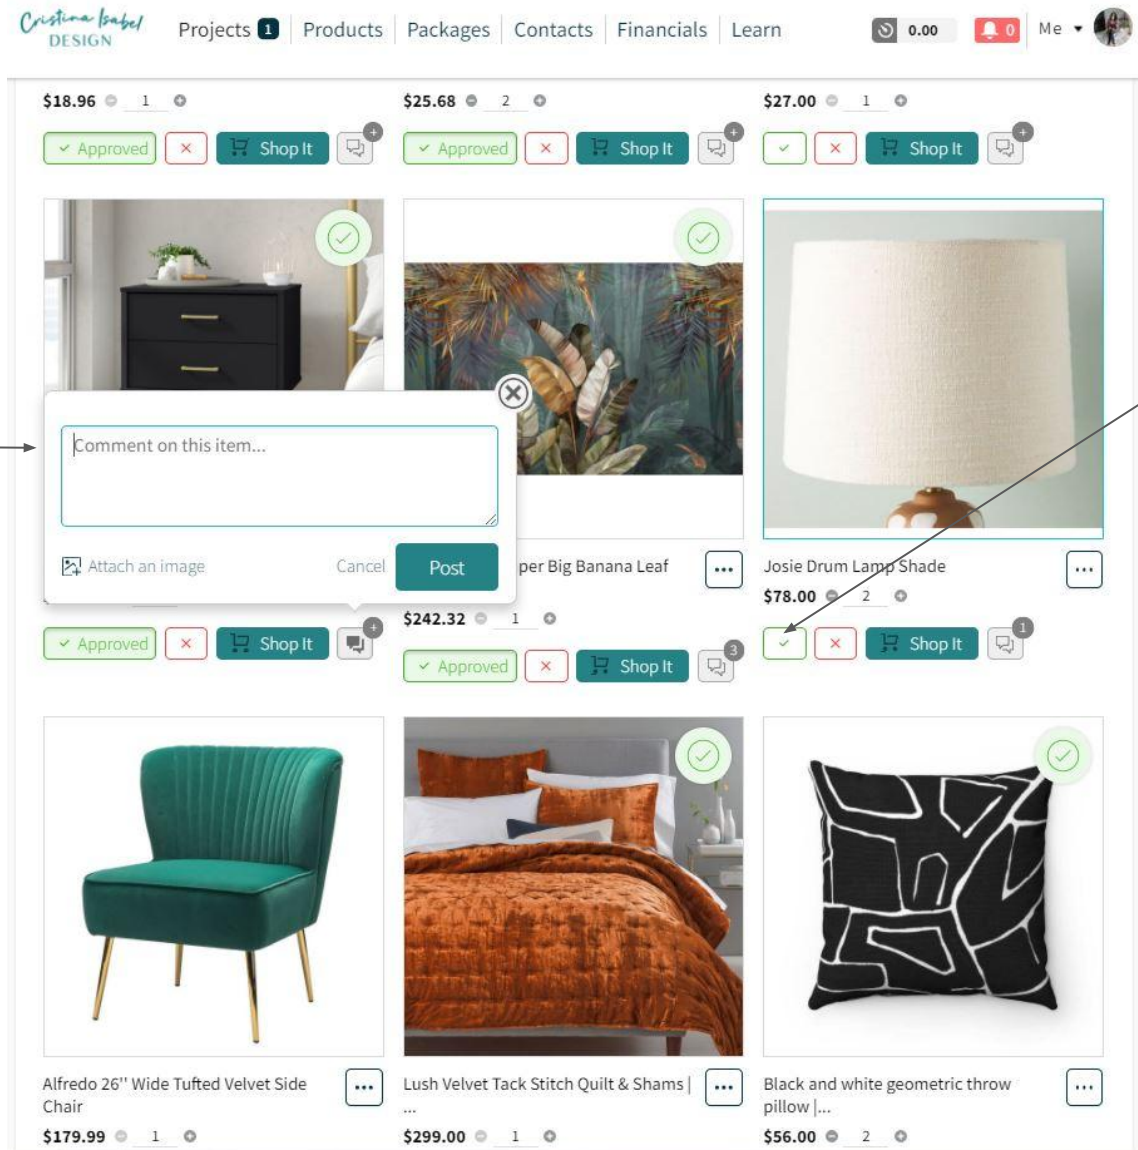 Cristina Isabel
DESIGN
Projects 1 Products Packages Contacts Financials Learn 0.00 0 Me
$18.96 1 $25.68 2 $27.00 1
Approved Shop It + Approved Shop It + Shop It +
Comment on this item...
Attach an image Cancel Post
per Big Banana Leaf ...
Josie Drum Lamp Shade ...
$78.00 2
$242.32 1
Approved Shop It + Shop It 1
Approved Shop It 3
Alfredo 26'' Wide Tufted Velvet Side
Chair
...
$179.99 1
Lush Velvet Tack Stitch Quilt & Shams |
...
...
$299.00 1
Black and white geometric throw
pillow |...
...
$56.00 2